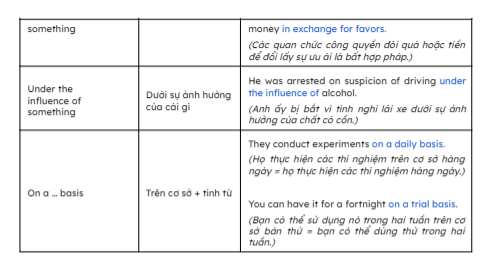 something
money in exchange for favors.
(Các quan chức công quyền đòi quà hoặc tiền
để đổi lấy sự ưu ái là bất hợp pháp.)
Under the
influence of
something
Dưới sự ảnh hưởng
của cái gì
He was arrested on suspicion of driving under
the influence of alcohol.
(Anh ấy bị bắt vì tình nghi lái xe dưới sự ảnh
hưởng của chất có cồn.)
On a ... basis
Trên cơ sở + tính từ
They conduct experiments on a daily basis.
(Họ thực hiện các thí nghiệm trên cơ sở hàng
ngày = họ thực hiện các thí nghiệm hàng ngày.)
You can have it for a fortnight on a trial basis.
(Bạn có thể sử dụng nó trong hai tuần trên cơ
sở bản thử = bạn có thể dùng thử trong hai
tuần.)